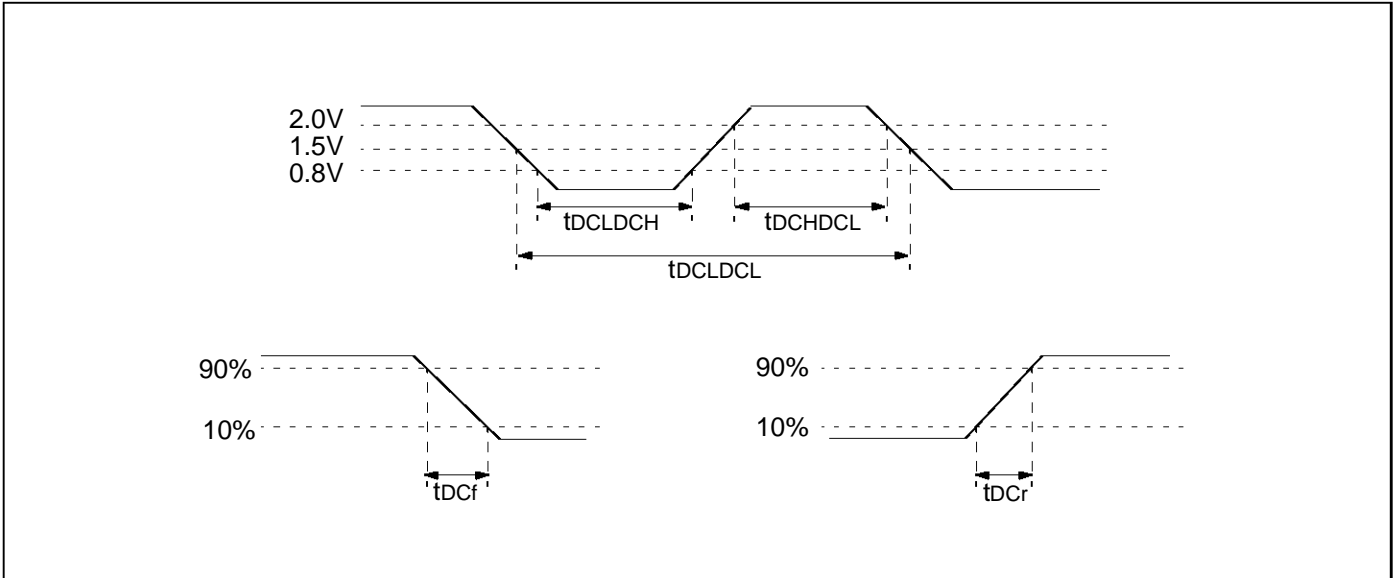 2.0V
1.5V
0.8V
tDCLDCH
tDCHDCL
tDCLDCL
90%
10%
tDCf
90%
10%
tDCr